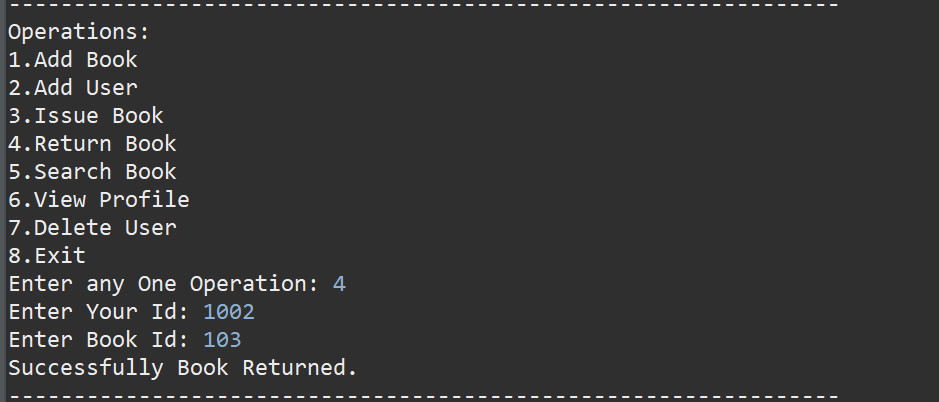 ----------------------------------------------------------------
Operations:
1.Add Book
2.Add User
3.Issue Book
4.Return Book
5.Search Book
6.View Profile
7.Delete User
8.Exit
Enter any One Operation: 4
Enter Your Id: 1002
Enter Book Id: 103
Successfully Book Returned.
----------------------------------------------------------------